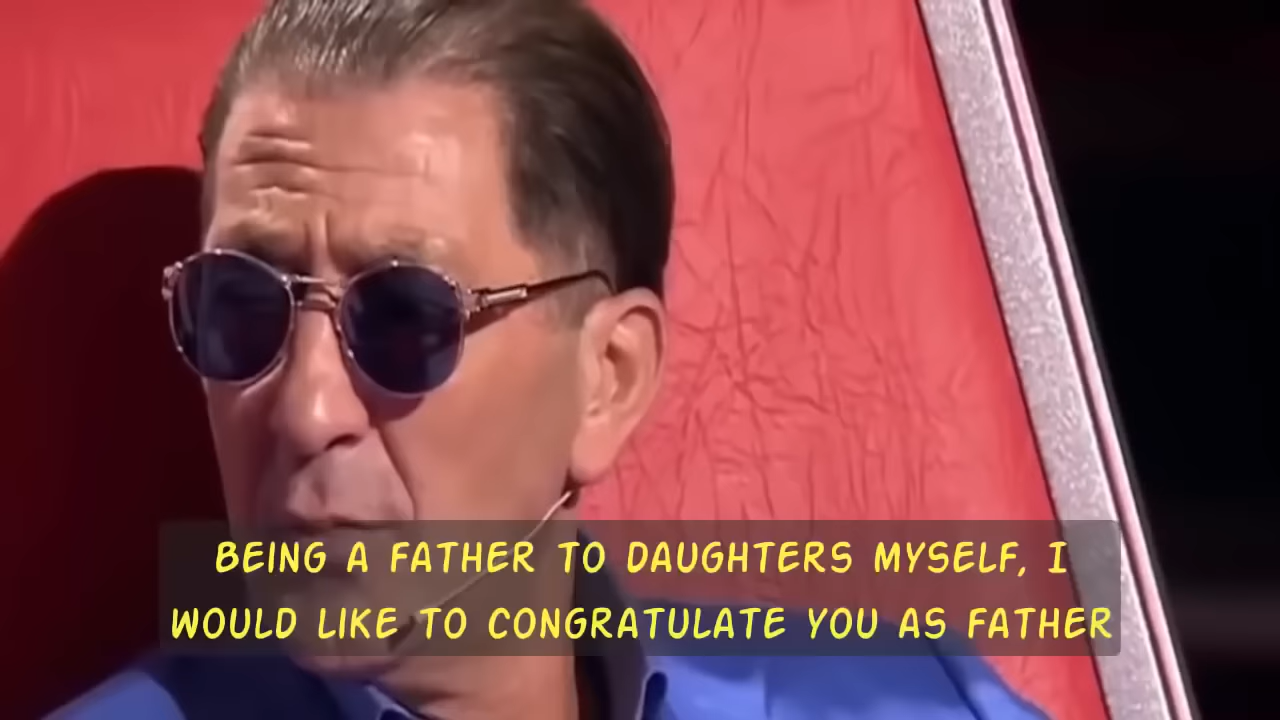 BEING A FATHER TO DAUGHTERS MYSELF, I
WOULD LIKE TO CONGRATULATE YOU AS FATHER